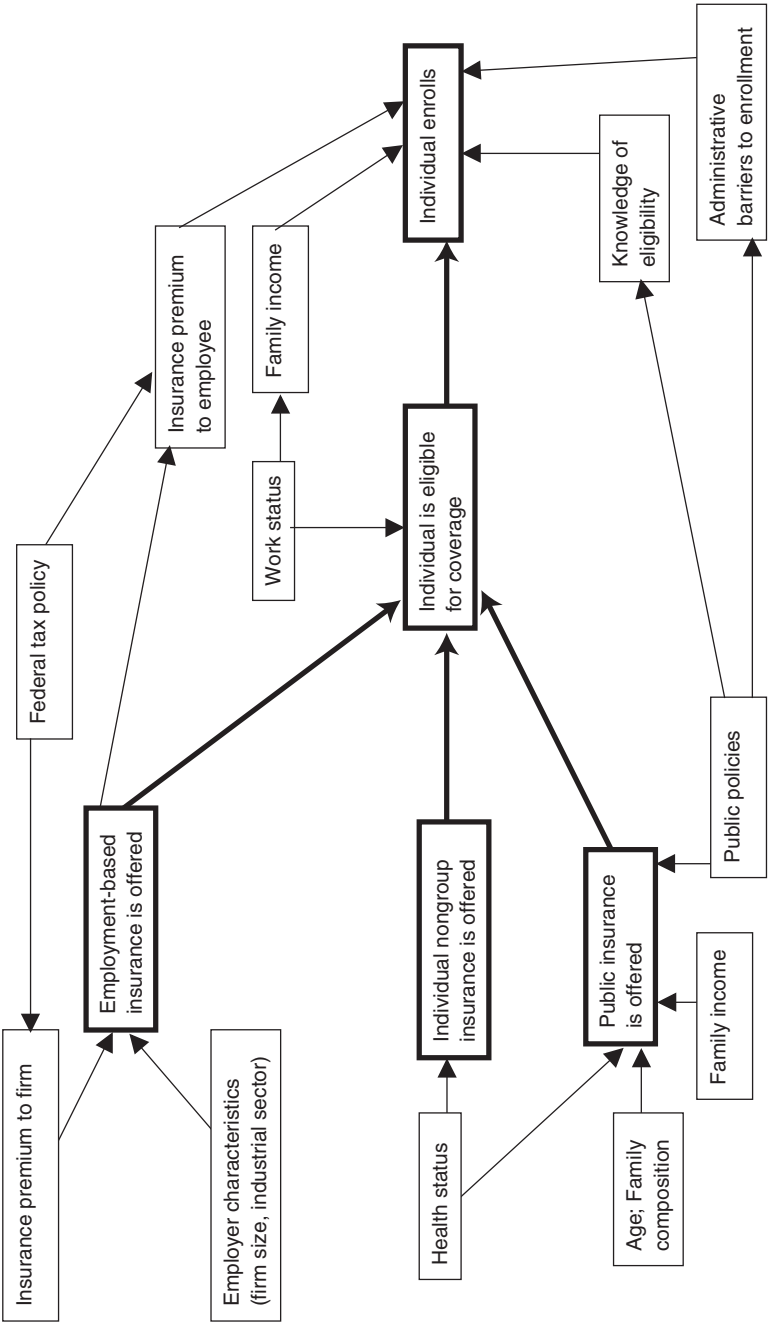 Insurance premium to firm
Federal tax policy
Employment-based
insurance is offered
Insurance premium
to employee
Employer characteristics
(firm size, industrial sector)
Work status
Family income
Health status
Individual nongroup
insurance is offered
Individual is eligible
for coverage
Individual enrolls
Age; Family
composition
Public insurance
is offered
Knowledge of
eligibility
Family income
Public policies
Administrative
barriers to enrollment